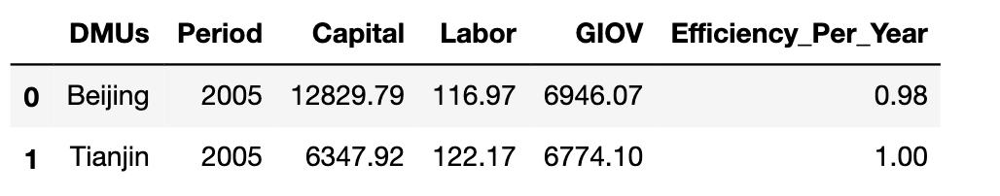 DMUs Period Capital Labor GIOV Efficiency_Per_Year
0 Beijing 2005 12829.79 116.97 6946.07 0.98
1 Tianjin 2005 6347.92 122.17 6774.10 1.00